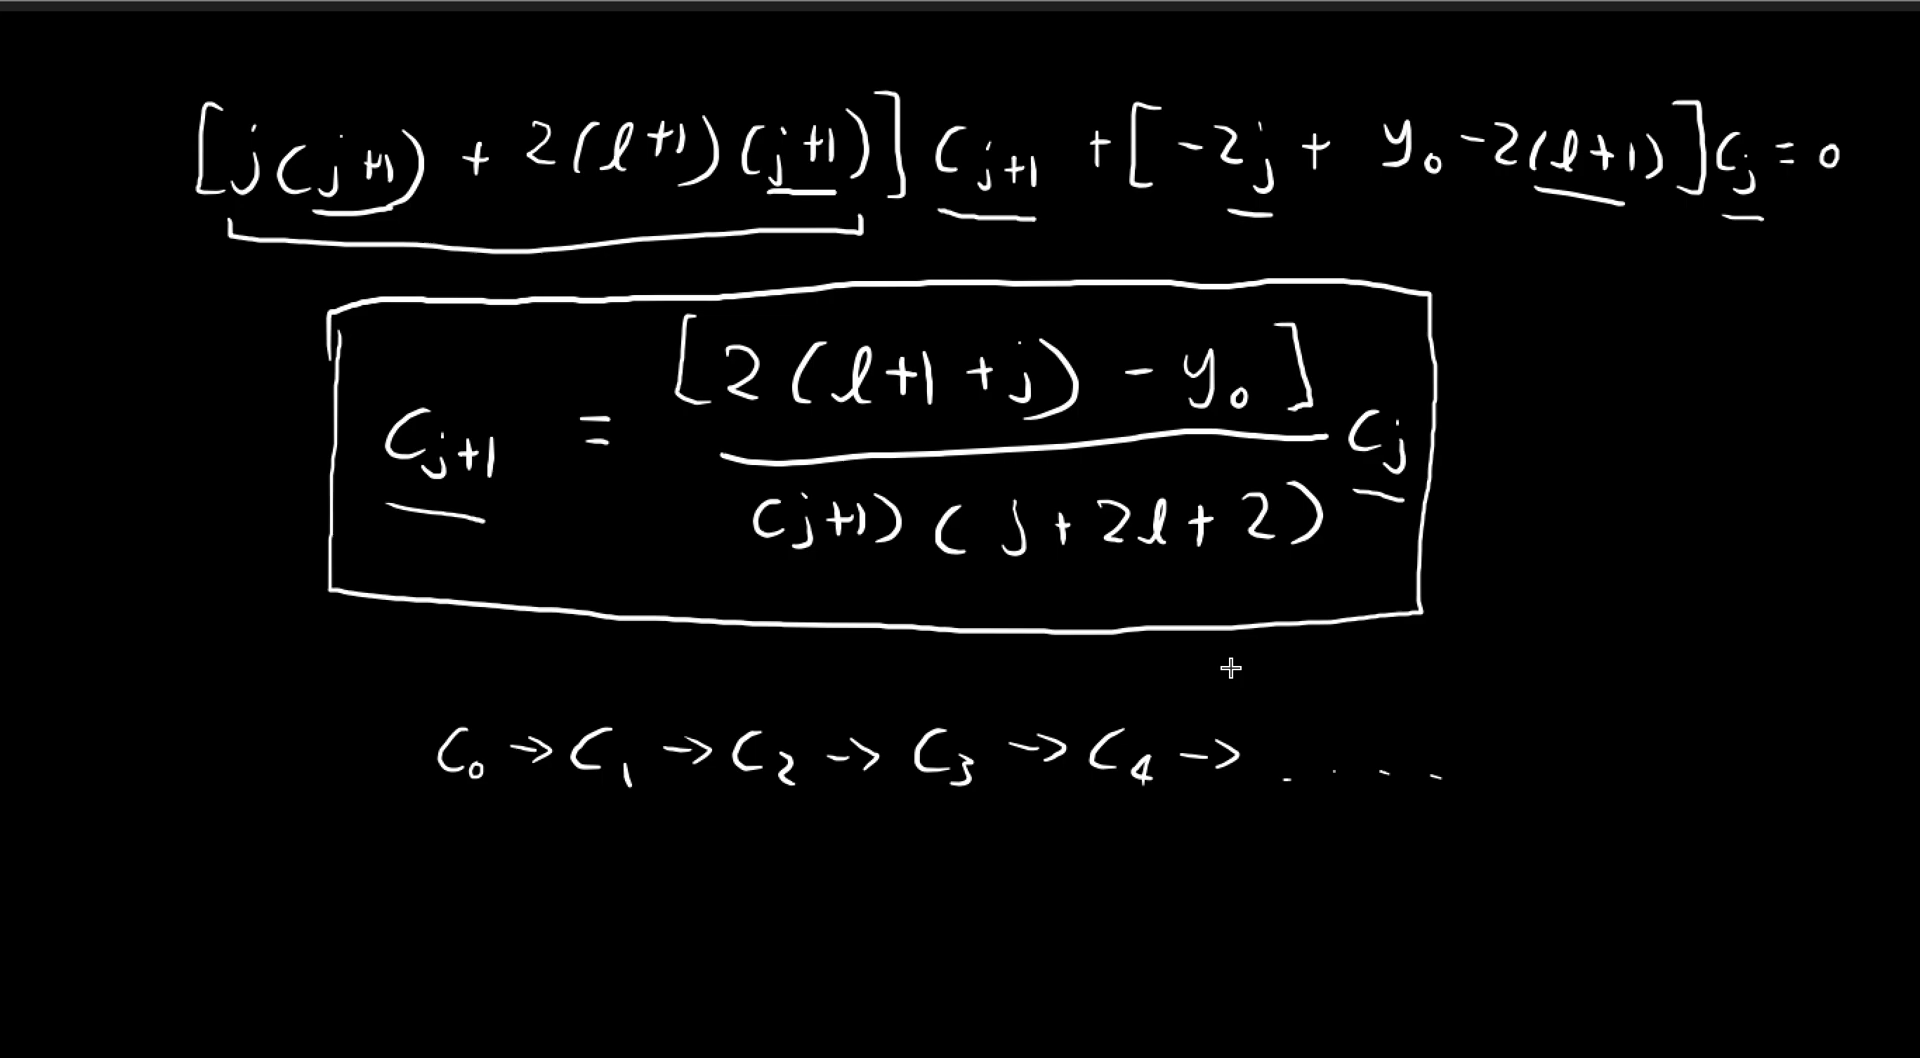 [j(j+1) + 2(l+1)(j+1)] C_{j+1} + [-2j + y_0 - 2(l+1)] C_j = 0
C_{j+1} = \frac{[2(l+1+j) - y_0]}{(j+1)(j+2l+2)} C_j
C_0 → C_1 → C_2 → C_3 → C_4 → ....